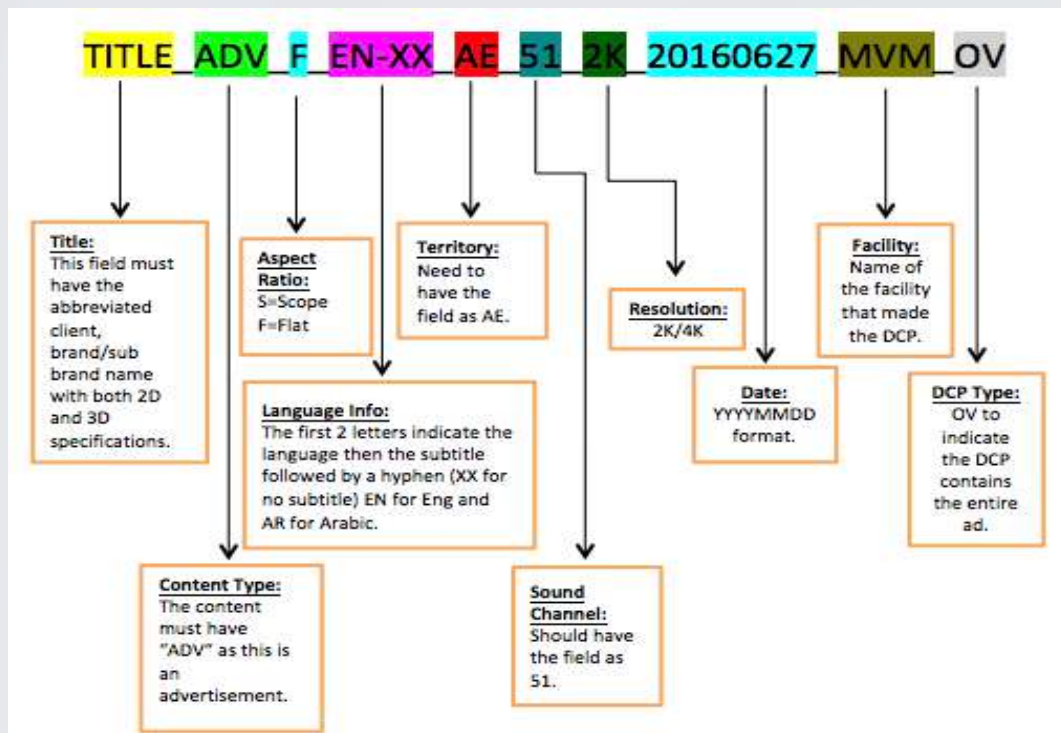 TITLE_ADV_F_EN-XX_AE_51_2K_20160627_MVM_OV
Title:
This field must
have the
abbreviated
client,
brand/sub
brand name
with both 2D
and 3D
specifications.
Aspect
Ratio:
S=Scope
F=Flat
Territory:
Need to
have the
field as AE.
Resolution:
2K/4K
Facility:
Name of
the facility
that made
the DCP.
Language Info:
The first 2 letters indicate the
language then the subtitle
followed by a hyphen (XX for
no subtitle) EN for Eng and
AR for Arabic.
Date:
YYYYMMDD
format.
DCP Type:
OV to
indicate
the DCP
contains
the entire
ad.
Content Type:
The content
must have
"ADV" as this is
an
advertisement.
Sound
Channel:
Should have
the field as
51.